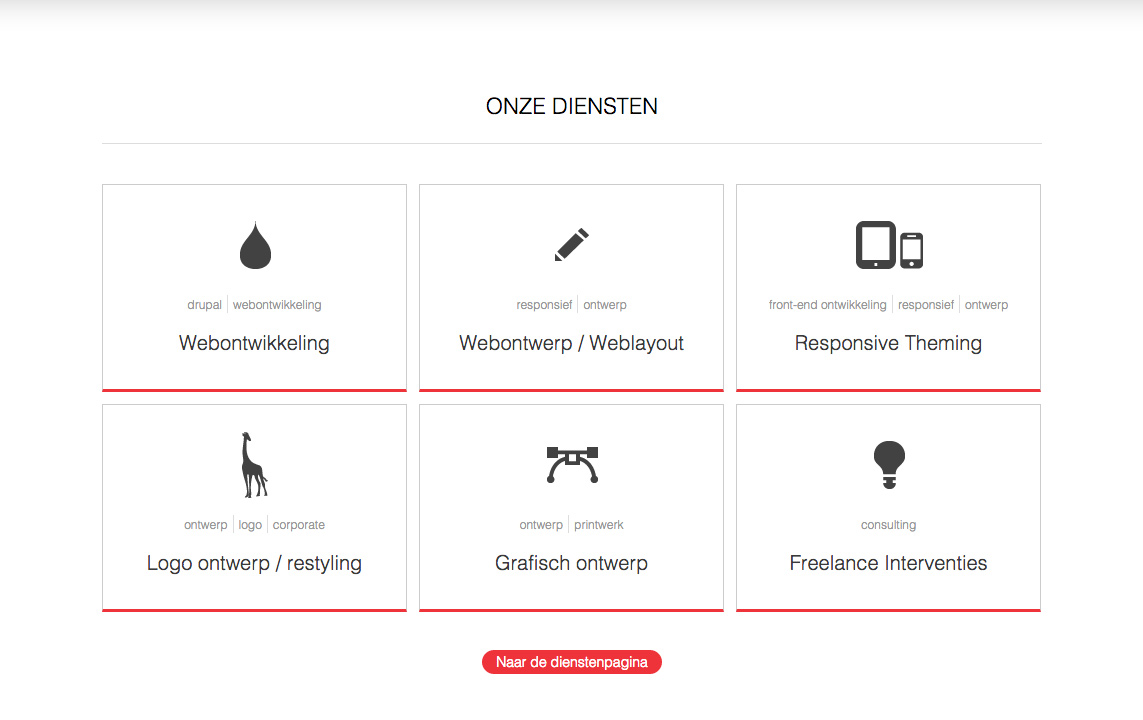 ONZE DIENSTEN
drupal webontwikkeling
Webontwikkeling
responsief ontwerp
Webontwerp / Weblayout
front-end ontwikkeling responsief ontwerp
Responsive Theming
ontwerp logo corporate
Logo ontwerp / restyling
ontwerp printwerk
Grafisch ontwerp
consulting
Freelance Interventies
Naar de dienstenpagina